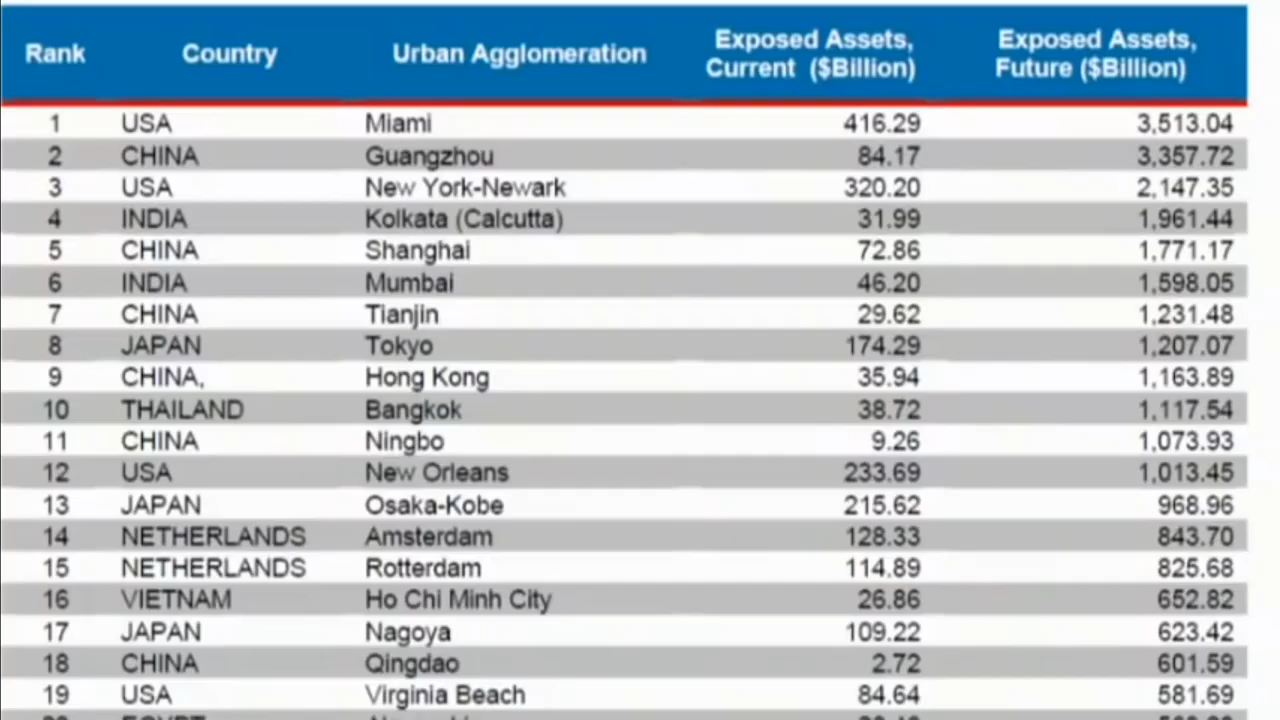 Rank Country Urban Agglomeration Exposed Assets, Current ($Billion) Exposed Assets, Future ($Billion)
1 USA Miami 416.29 3,513.04
2 CHINA Guangzhou 84.17 3,357.72
3 USA New York-Newark 320.20 2,147.35
4 INDIA Kolkata (Calcutta) 31.99 1,961.44
5 CHINA Shanghai 72.86 1,771.17
6 INDIA Mumbai 46.20 1,598.05
7 CHINA Tianjin 29.62 1,231.48
8 JAPAN Tokyo 174.29 1,207.07
9 CHINA, Hong Kong 35.94 1,163.89
10 THAILAND Bangkok 38.72 1,117.54
11 CHINA Ningbo 9.26 1,073.93
12 USA New Orleans 233.69 1,013.45
13 JAPAN Osaka-Kobe 215.62 968.96
14 NETHERLANDS Amsterdam 128.33 843.70
15 NETHERLANDS Rotterdam 114.89 825.68
16 VIETNAM Ho Chi Minh City 26.86 652.82
17 JAPAN Nagoya 109.22 623.42
18 CHINA Qingdao 2.72 601.59
19 USA Virginia Beach 84.64 581.69